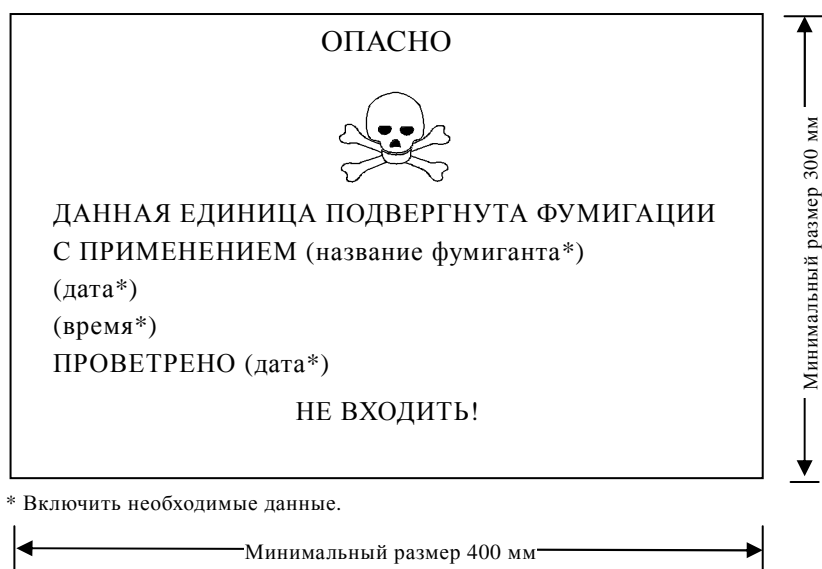 ОПАСНО
ДАННАЯ ЕДИНИЦА ПОДВЕРГНУТА ФУМИГАЦИИ
С ПРИМЕНЕНИЕМ (название фумиганта*)
(дата*)
(время*)
ПРОВЕТРЕНО (дата*)
НЕ ВХОДИТЬ!
Минимальный размер 300 мм
* Включить необходимые данные.
Минимальный размер 400 мм